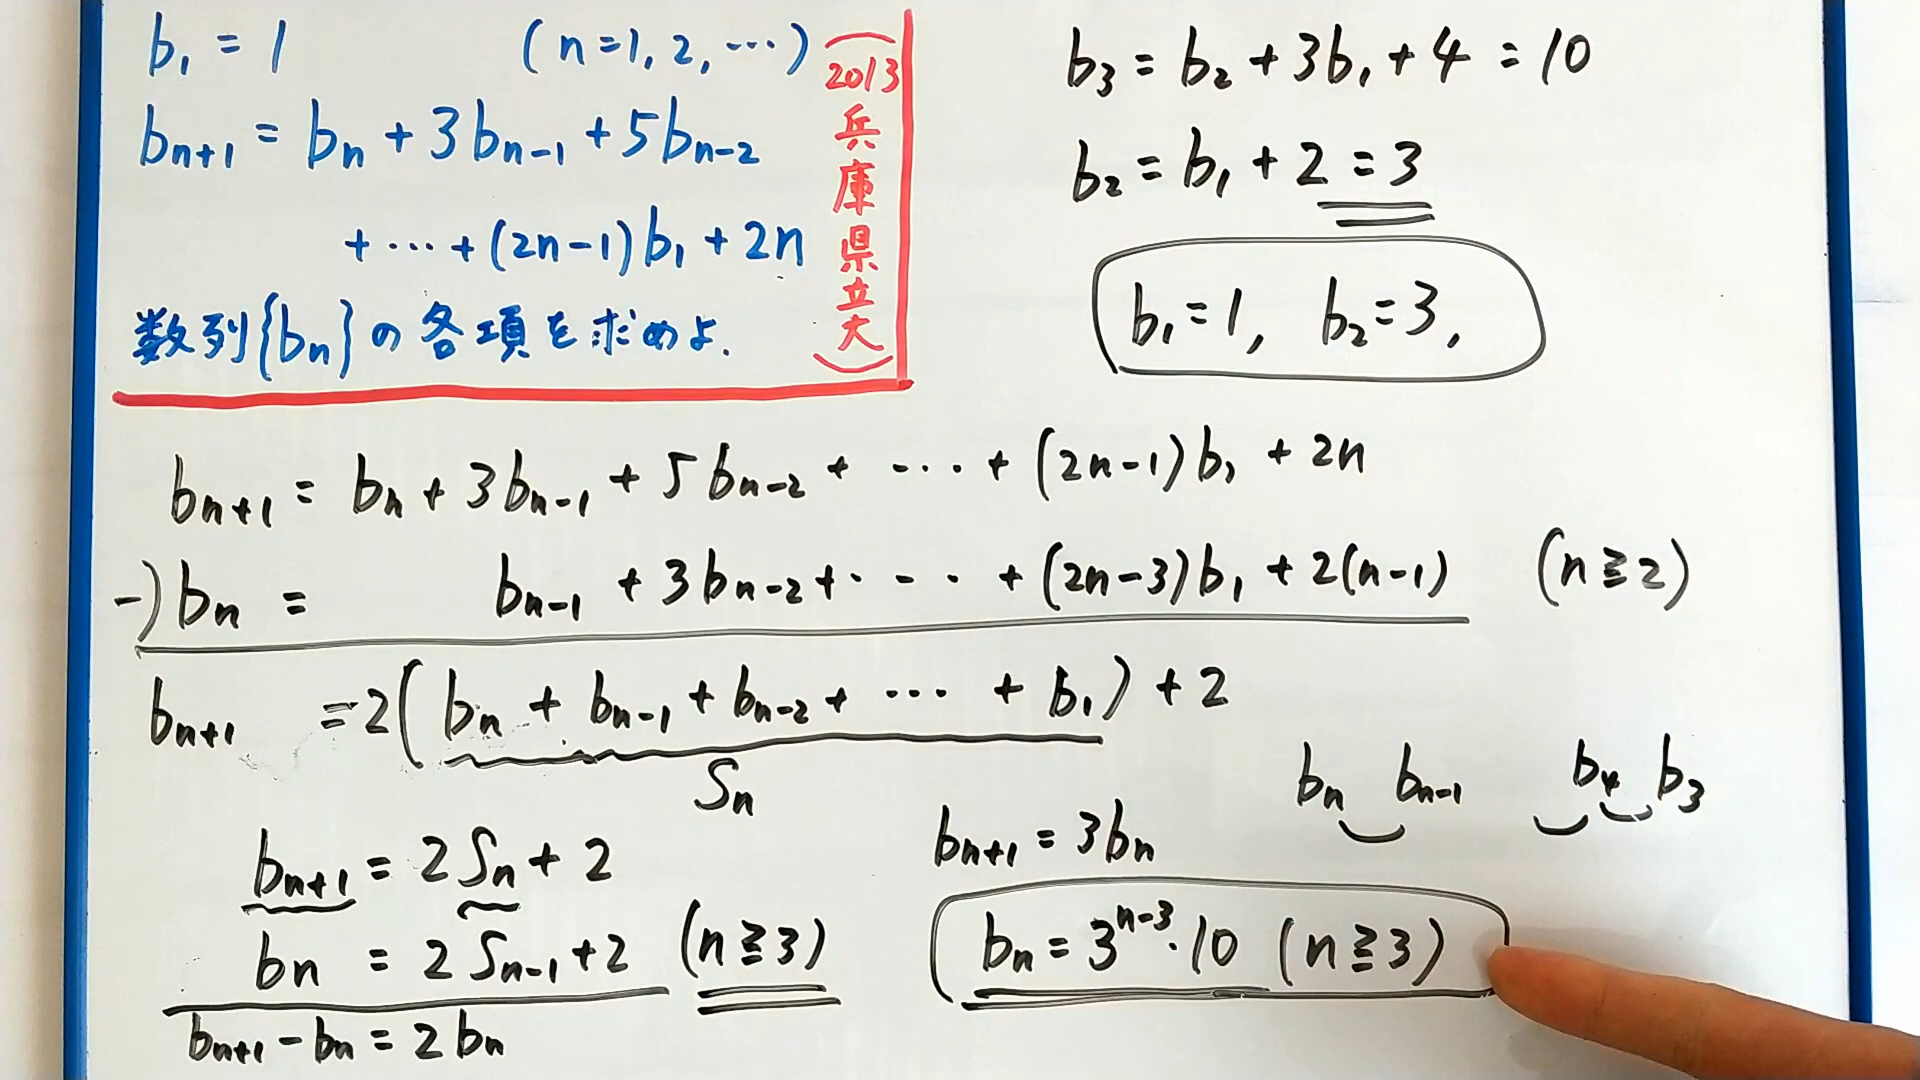 b₁ = 1 (n=1, 2, ⋯)
bₙ₊₁ = bₙ + 3bₙ₋₁ + 5bₙ₋₂
+ ⋯ + (2n-1)b₁ + 2n
数列{bₙ}の各項を求めよ.
(2013兵庫県立大)
b₃ = b₂ + 3b₁ + 4 = 10
b₂ = b₁ + 2 = 3
b₁ = 1, b₂ = 3,
bₙ₊₁ = bₙ + 3bₙ₋₁ + 5bₙ₋₂ + ⋯ + (2n-1)b₁ + 2n
-) bₙ = bₙ₋₁ + 3bₙ₋₂ + ⋯ + (2n-3)b₁ + 2(n-1) (n≧2)
bₙ₊₁ = 2(bₙ + bₙ₋₁ + bₙ₋₂ + ⋯ + b₁) + 2
Sₙ
bₙ₊₁ = 2Sₙ + 2
bₙ = 2Sₙ₋₁ + 2 (n≧3)
bₙ₊₁ - bₙ = 2bₙ
bₙ bₙ₋₁ b₄ b₃
bₙ₊₁ = 3bₙ
bₙ = 3ⁿ⁻³·10 (n≧3)